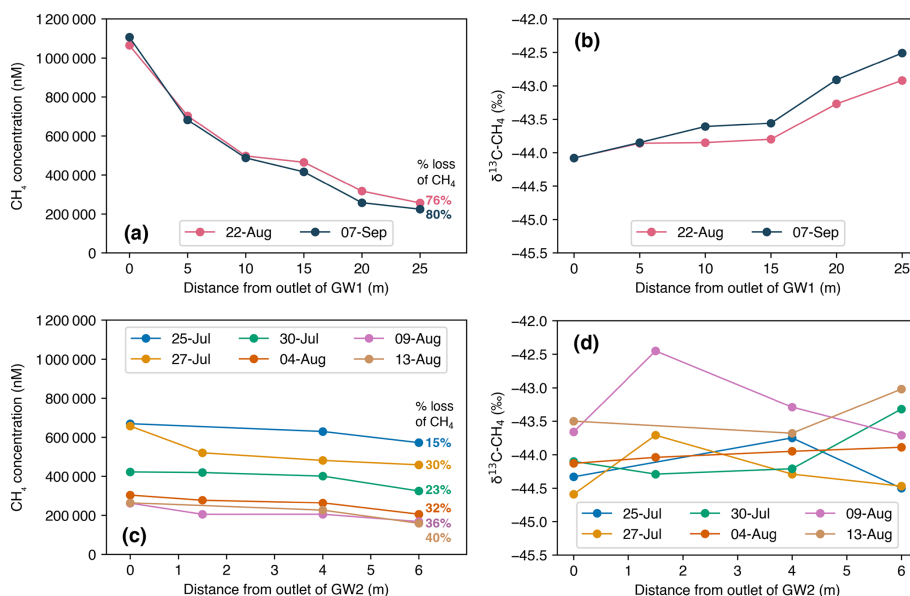 1200 000
1000 000
800 000
600 000
400 000
200 000
0
CH₄ concentration (nM)
% loss
of CH₄
76%
80%
(a)
22-Aug 07-Sep
0 5 10 15 20 25
Distance from outlet of GW1 (m)
−42.0
−42.5
−43.0
−43.5
−44.0
−44.5
−45.0
−45.5
δ¹³C-CH₄ (‰)
(b)
22-Aug 07-Sep
0 5 10 15 20 25
Distance from outlet of GW1 (m)
1200 000
1000 000
800 000
600 000
400 000
200 000
0
CH₄ concentration (nM)
25-Jul 30-Jul 09-Aug
27-Jul 04-Aug 13-Aug
% loss
of CH₄
15%
30%
23%
32%
36%
40%
(c)
0 1 2 3 4 5 6
Distance from outlet of GW2 (m)
−42.0
−42.5
−43.0
−43.5
−44.0
−44.5
−45.0
−45.5
δ¹³C-CH₄ (‰)
(d)
25-Jul 30-Jul 09-Aug
27-Jul 04-Aug 13-Aug
0 1 2 3 4 5 6
Distance from outlet of GW2 (m)